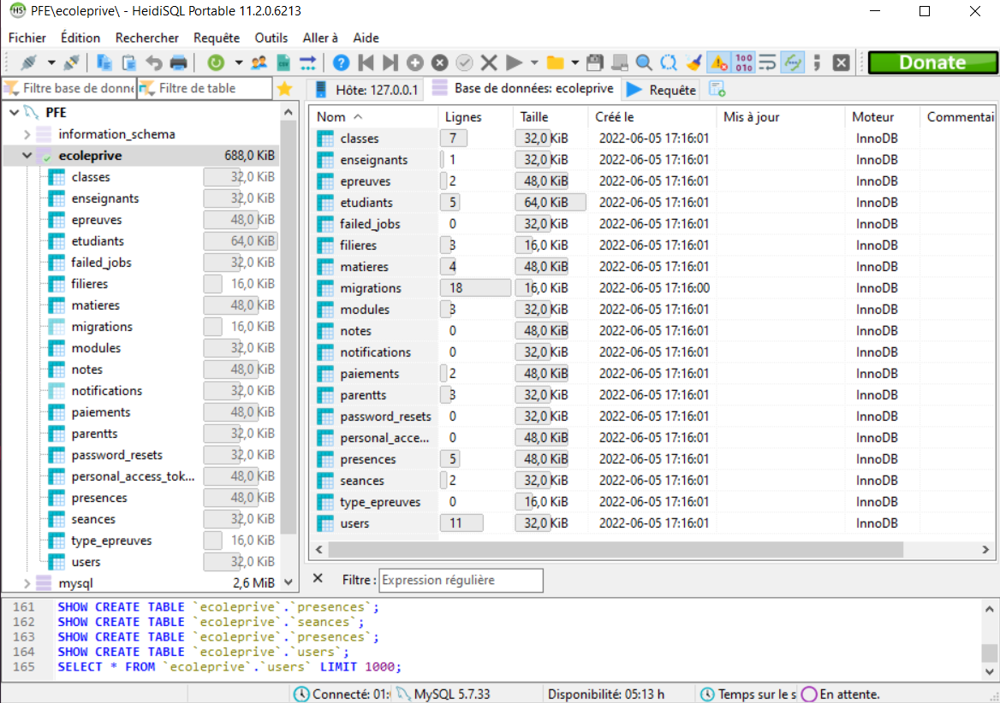 HS PFE\ecoleprive\ - HeidiSQL Portable 11.2.0.6213
Fichier Édition Rechercher Requête Outils Aller à Aide
Donate
Filtre base de donné Filtre de table
Hôte: 127.0.0.1 Base de données: ecoleprive Requête
PFE
information_schema
ecoleprive 688,0 KiB
classes 32,0 KiB
enseignants 32,0 KiB
epreuves 48,0 KiB
etudiants 64,0 KiB
failed_jobs 32,0 KiB
filieres 16,0 KiB
matieres 48,0 KiB
migrations 16,0 KiB
modules 32,0 KiB
notes 48,0 KiB
notifications 32,0 KiB
paiements 48,0 KiB
parentts 32,0 KiB
password_resets 32,0 KiB
personal_access_tok... 48,0 KiB
presences 48,0 KiB
seances 32,0 KiB
type_epreuves 16,0 KiB
users 32,0 KiB
mysql 2,6 MiB
Nom Lignes Taille Créé le Mis à jour Moteur Commentai
classes 7 32,0 KiB 2022-06-05 17:16:01 InnoDB
enseignants 1 32,0 KiB 2022-06-05 17:16:01 InnoDB
epreuves 2 48,0 KiB 2022-06-05 17:16:01 InnoDB
etudiants 5 64,0 KiB 2022-06-05 17:16:01 InnoDB
failed_jobs 0 32,0 KiB 2022-06-05 17:16:01 InnoDB
filieres 3 16,0 KiB 2022-06-05 17:16:01 InnoDB
matieres 4 48,0 KiB 2022-06-05 17:16:01 InnoDB
migrations 18 16,0 KiB 2022-06-05 17:16:00 InnoDB
modules 3 32,0 KiB 2022-06-05 17:16:01 InnoDB
notes 0 48,0 KiB 2022-06-05 17:16:01 InnoDB
notifications 0 32,0 KiB 2022-06-05 17:16:01 InnoDB
paiements 2 48,0 KiB 2022-06-05 17:16:01 InnoDB
parentts 3 32,0 KiB 2022-06-05 17:16:01 InnoDB
password_resets 0 32,0 KiB 2022-06-05 17:16:01 InnoDB
personal_acce... 0 48,0 KiB 2022-06-05 17:16:01 InnoDB
presences 5 48,0 KiB 2022-06-05 17:16:01 InnoDB
seances 2 32,0 KiB 2022-06-05 17:16:01 InnoDB
type_epreuves 0 16,0 KiB 2022-06-05 17:16:01 InnoDB
users 11 32,0 KiB 2022-06-05 17:16:01 InnoDB
Filtre : Expression régulière
161 SHOW CREATE TABLE `ecoleprive`.`presences`;
162 SHOW CREATE TABLE `ecoleprive`.`seances`;
163 SHOW CREATE TABLE `ecoleprive`.`presences`;
164 SHOW CREATE TABLE `ecoleprive`.`users`;
165 SELECT * FROM `ecoleprive`.`users` LIMIT 1000;
Connecté: 01: MySQL 5.7.33 Disponibilité: 05:13 h Temps sur le s En attente.